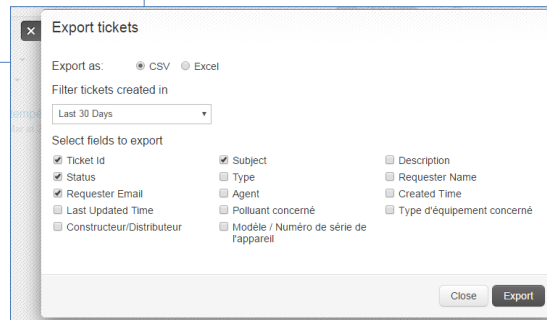 Export tickets
Export as: CSV Excel
Filter tickets created in
Last 30 Days
Select fields to export
Ticket Id Subject Description
Status Type Requester Name
Requester Email Agent Created Time
Last Updated Time Polluant concerné Type d'équipement concerné
Constructeur/Distributeur Modèle / Numéro de série de
l'appareil
Close Export